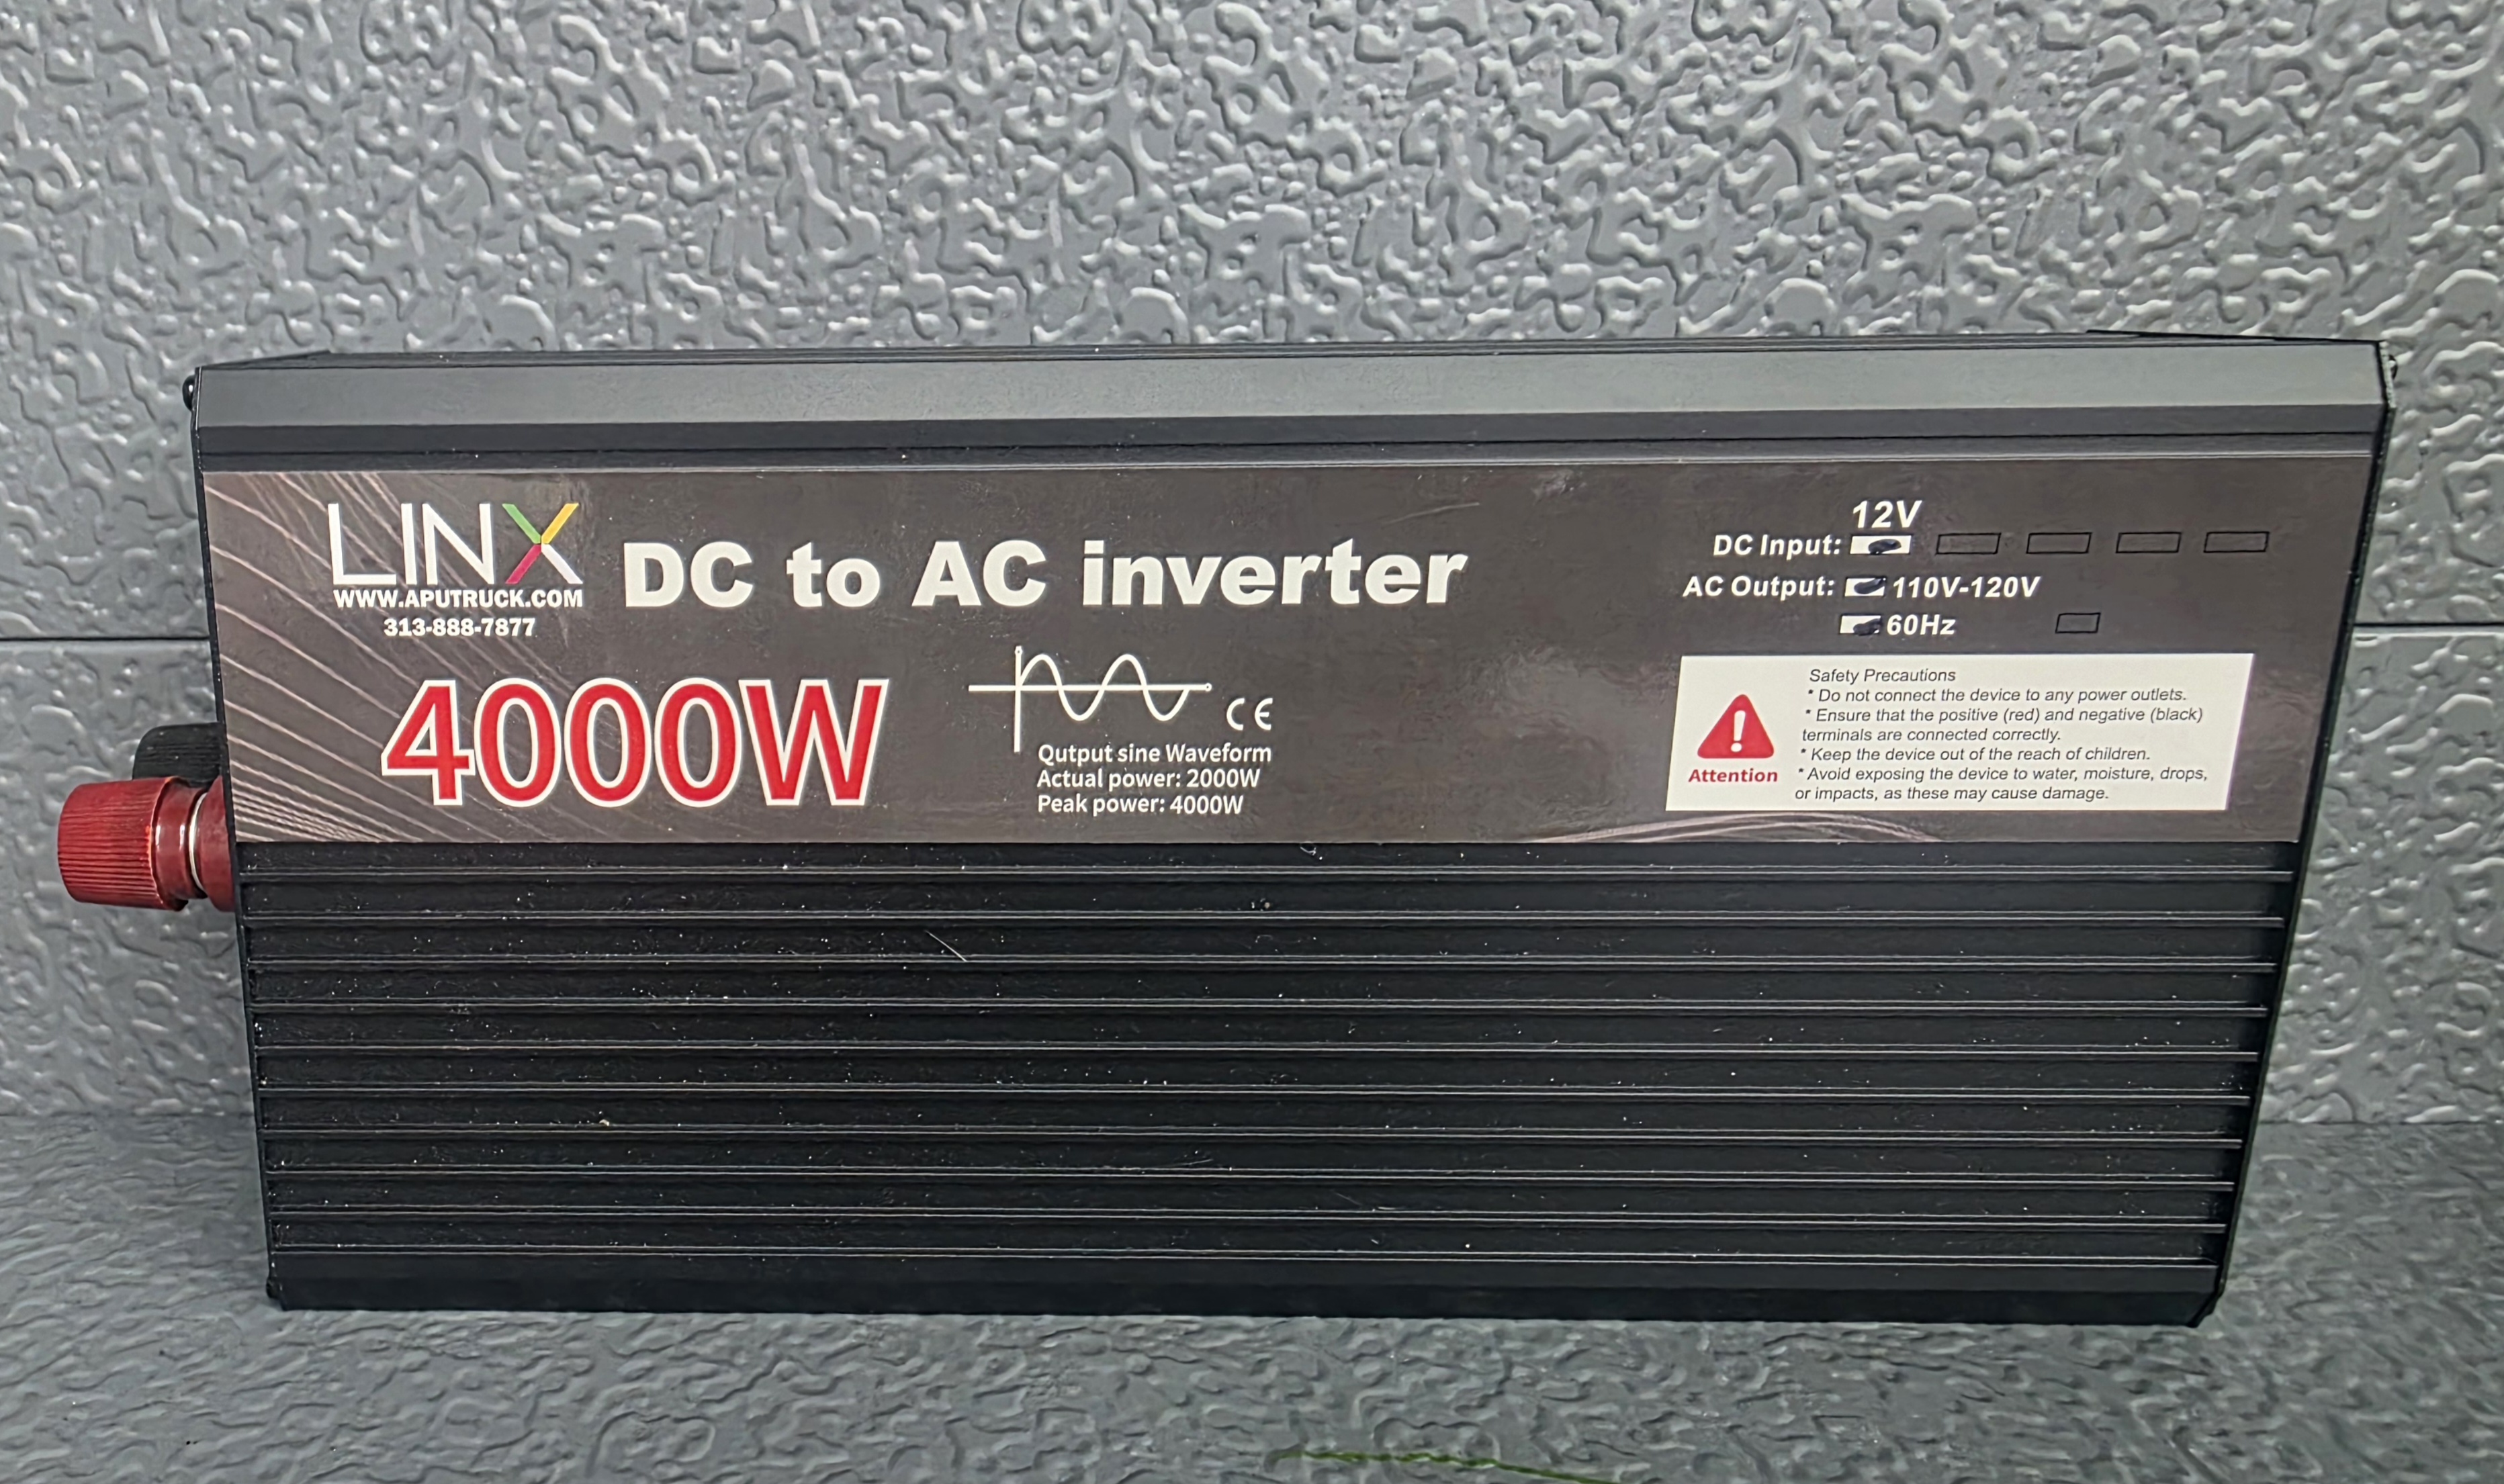 LINX
WWW.APUTRUCK.COM
313-888-7877
DC to AC inverter
4000W
CE
Qutput sine Waveform
Actual power: 2000W
Peak power: 4000W
12V
DC Input:
AC Output: 110V-120V
60Hz
Attention
Safety Precautions
* Do not connect the device to any power outlets.
* Ensure that the positive (red) and negative (black)
terminals are connected correctly.
* Keep the device out of the reach of children.
* Avoid exposing the device to water, moisture, drops,
or impacts, as these may cause damage.